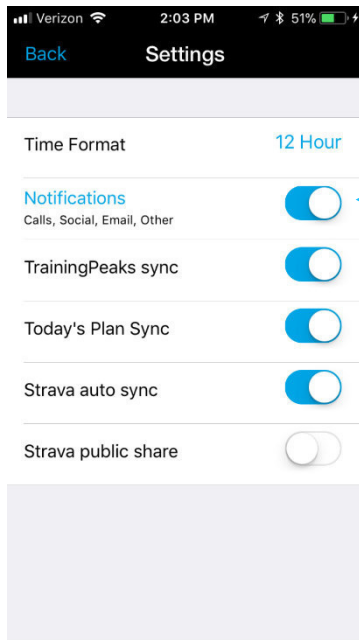 Verizon 2:03 PM 51%
Back Settings
Time Format 12 Hour
Notifications
Calls, Social, Email, Other
TrainingPeaks sync
Today's Plan Sync
Strava auto sync
Strava public share